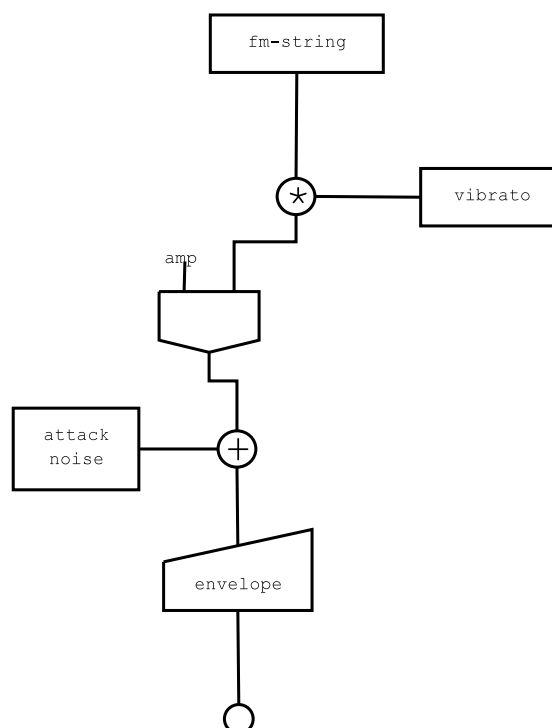 fm-string
*
vibrato
amp
attack
noise
+
envelope